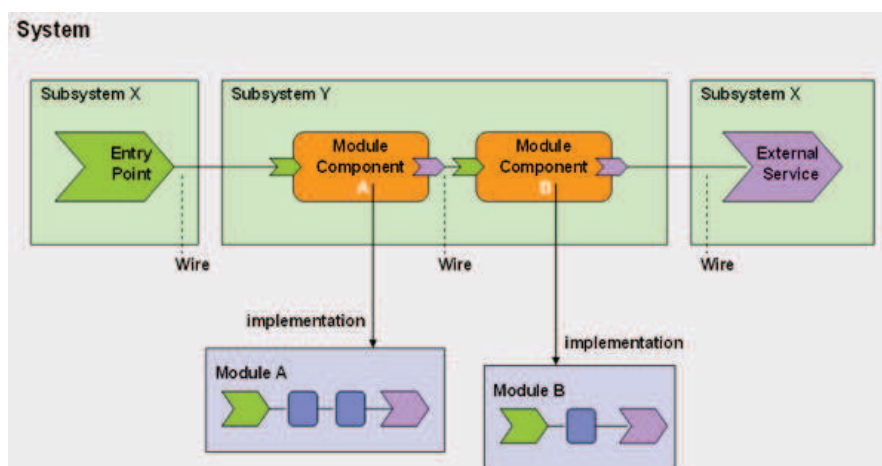 System
Subsystem X
Subsystem Y
Subsystem X
Entry
Point
Module
Component
A
Module
Component
B
External
Service
Wire
Wire
Wire
implementation
implementation
Module A
Module B